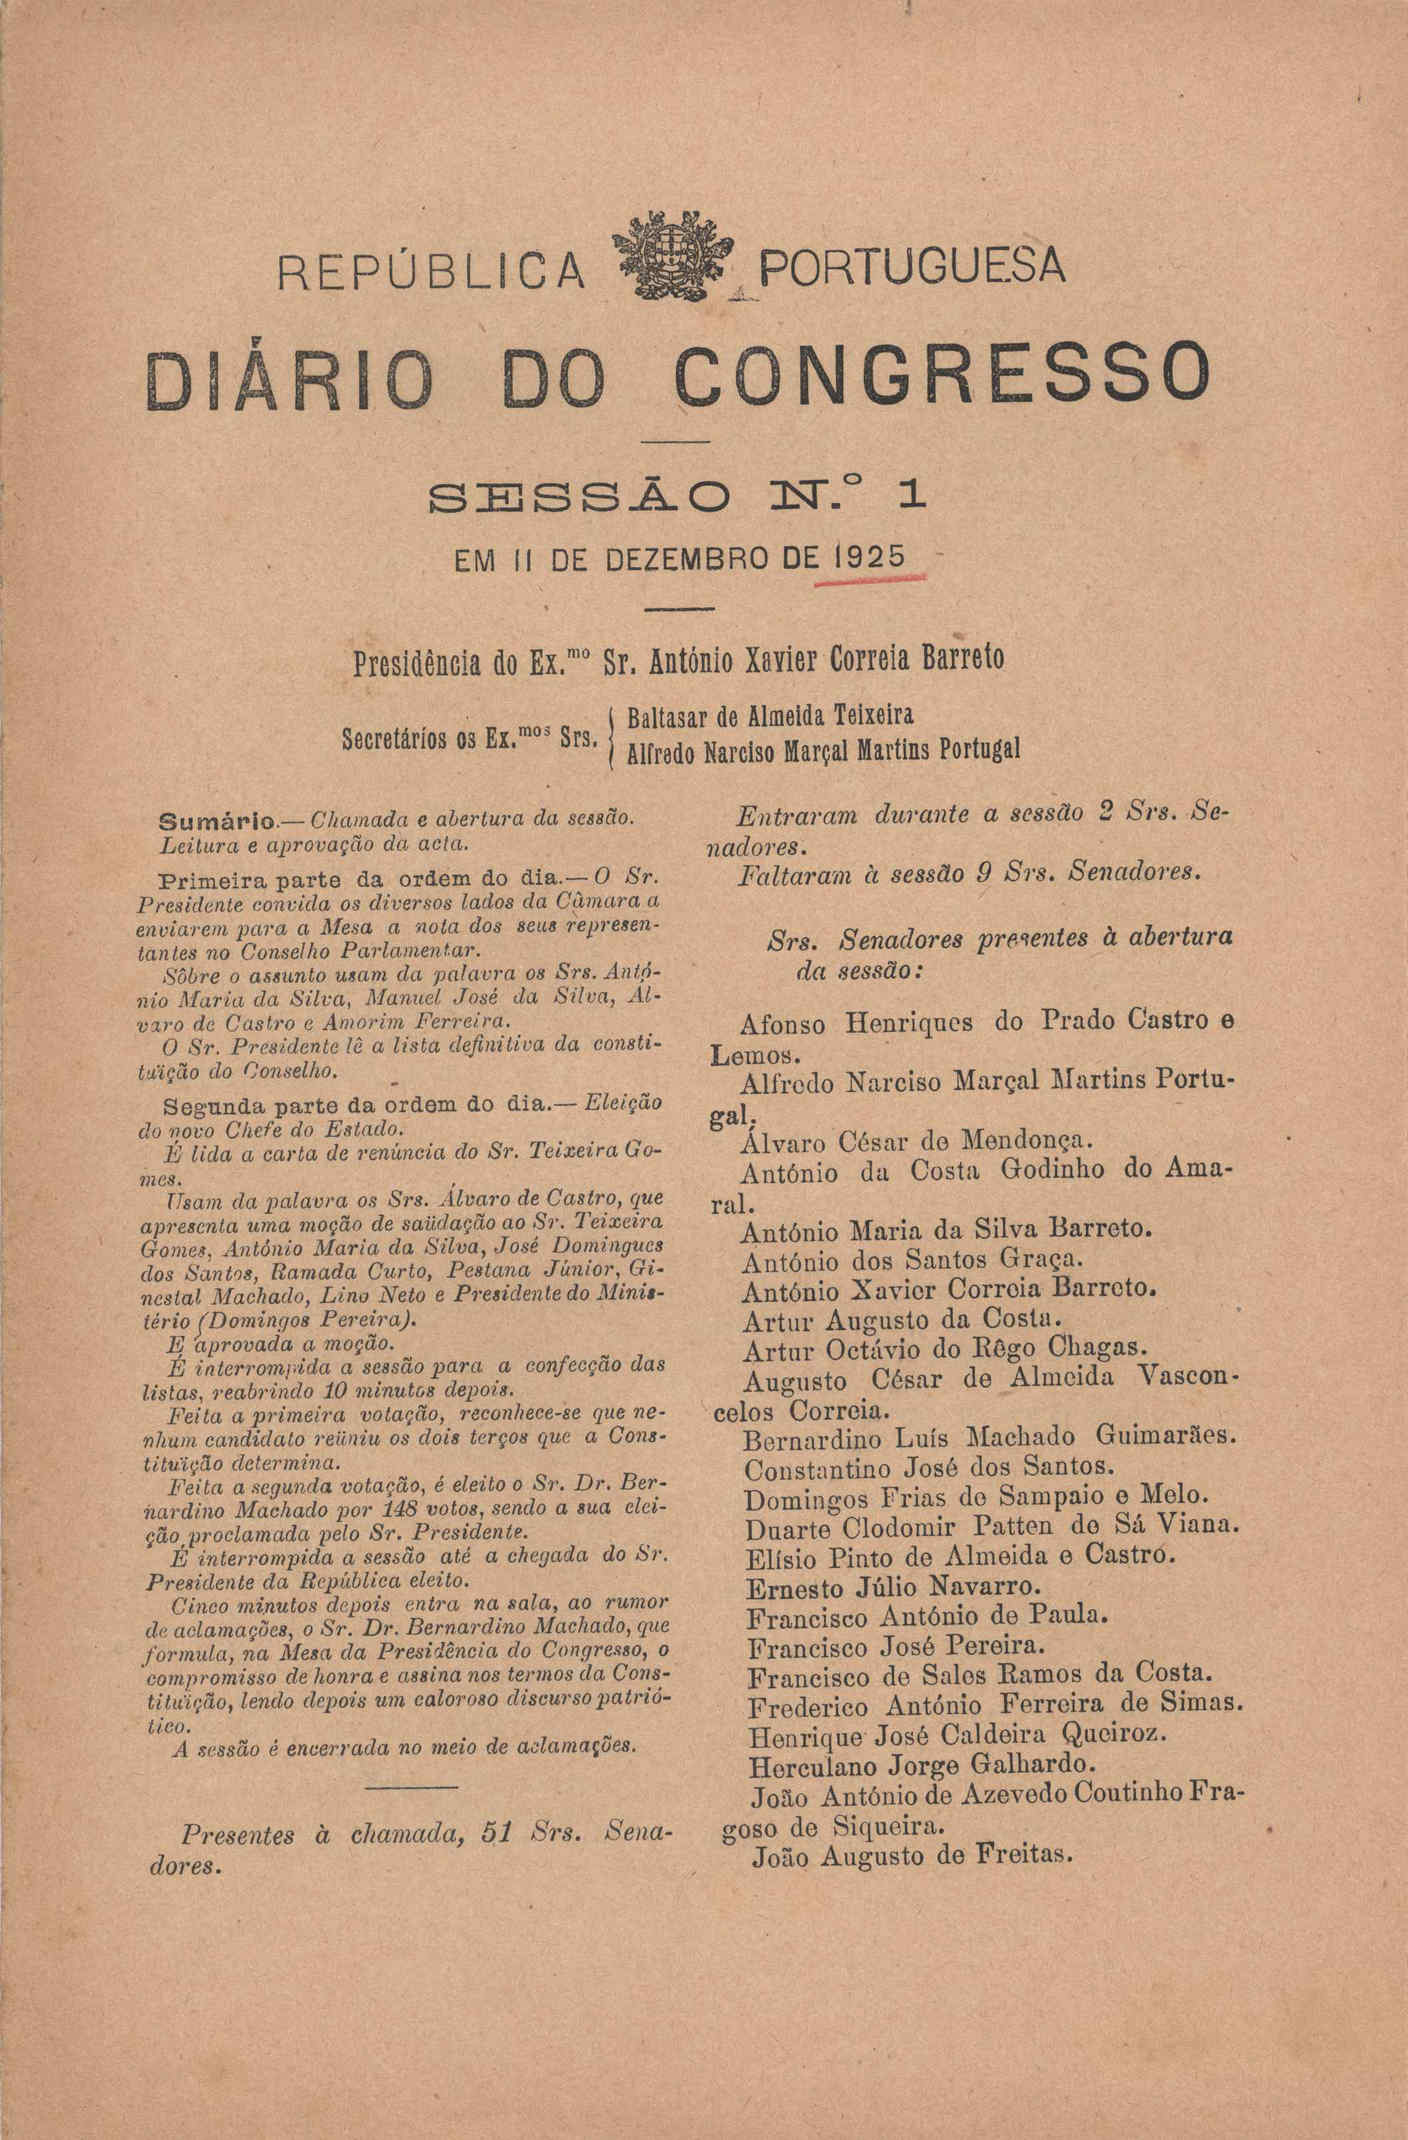 REPÚBLICA PORTUGUESA
DIÁRIO DO CONGRESSO
SESSÃO N.º 1
EM 11 DE DEZEMBRO DE 1925
Presidência do Ex.mo Sr. António Xavier Correia Barreto
Secretários os Ex.mos Srs.
Baltasar de Almeida Teixeira
Alfredo Narciso Marçal Martins Portugal
Sumário.— Chamada e abertura da sessão.
Leitura e aprovação da acta.
Primeira parte da ordem do dia.— O Sr.
Presidente convida os diversos lados da Câmara a
enviarem para a Mesa a nota dos seus represen-
tantes no Conselho Parlamentar.
Sôbre o assunto usam da palavra os Srs. Antó-
nio Maria da Silva, Manuel José da Silva, Ál-
varo de Castro e Amorim Ferreira.
O Sr. Presidente lê a lista definitiva da consti-
tuïção do Conselho.
Segunda parte da ordem do dia.— Eleição
do novo Chefe do Estado.
É lida a carta de renúncia do Sr. Teixeira Go-
mes.
Usam da palavra os Srs. Álvaro de Castro, que
apresenta uma moção de saüdação ao Sr. Teixeira
Gomes, António Maria da Silva, José Domingues
dos Santos, Ramada Curto, Pestana Júnior, Gi-
nestal Machado, Lino Neto e Presidente do Minis-
tério (Domingos Pereira).
E aprovada a moção.
É interrompida a sessão para a confecção das
listas, reabrindo 10 minutos depois.
Feita a primeira votação, reconhece-se que ne-
nhum candidato reüniu os dois terços que a Cons-
tituïção determina.
Feita a segunda votação, é eleito o Sr. Dr. Ber-
nardino Machado por 148 votos, sendo a sua elei-
ção proclamada pelo Sr. Presidente.
É interrompida a sessão até a chegada do Sr.
Presidente da República eleito.
Cinco minutos depois entra na sala, ao rumor
de aclamações, o Sr. Dr. Bernardino Machado, que
formula, na Mesa da Presidência do Congresso, o
compromisso de honra e assina nos termos da Cons-
tituïção, lendo depois um caloroso discurso patrió-
tico.
A sessão é encerrada no meio de aclamações.
Presentes à chamada, 51 Srs. Sena-
dores.
Entraram durante a sessão 2 Srs. Se-
nadores.
Faltaram à sessão 9 Srs. Senadores.
Srs. Senadores presentes à abertura
da sessão:
Afonso Henriques do Prado Castro e
Lemos.
Alfredo Narciso Marçal Martins Portu-
gal.
Álvaro César de Mendonça.
António da Costa Godinho do Ama-
ral.
António Maria da Silva Barreto.
António dos Santos Graça.
António Xavier Correia Barreto.
Artur Augusto da Costa.
Artur Octávio do Rêgo Chagas.
Augusto César de Almeida Vascon-
celos Correia.
Bernardino Luís Machado Guimarães.
Constantino José dos Santos.
Domingos Frias de Sampaio e Melo.
Duarte Clodomir Patten de Sá Viana.
Elísio Pinto de Almeida e Castro.
Ernesto Júlio Navarro.
Francisco António de Paula.
Francisco José Pereira.
Francisco de Sales Ramos da Costa.
Frederico António Ferreira de Simas.
Henrique José Caldeira Queiroz.
Herculano Jorge Galhardo.
João António de Azevedo Coutinho Fra-
goso de Siqueira.
João Augusto de Freitas.